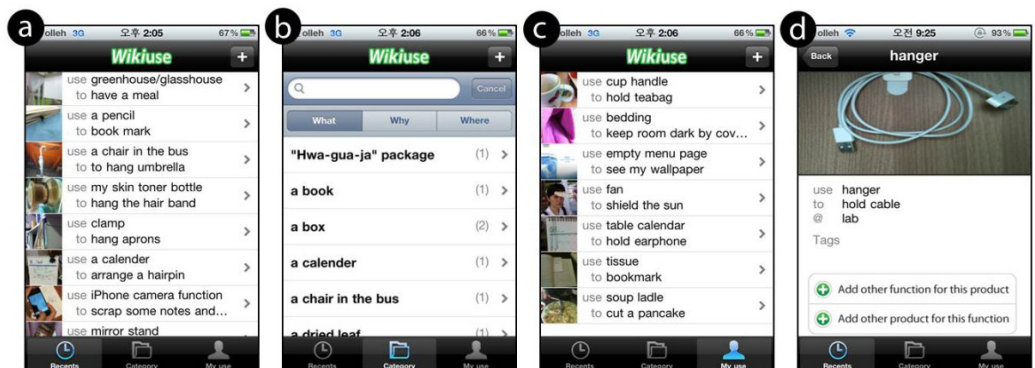 a
olleh 3G 오후 2:05 67%
Wikiuse
+
use greenhouse/glasshouse
to have a meal
use a pencil
to book mark
use a chair in the bus
to to hang umbrella
use my skin toner bottle
to hang the hair band
use clamp
to hang aprons
use a calender
to arrange a hairpin
use iPhone camera function
to scrap some notes and...
use mirror stand
Recents Category My use
b
olleh 3G 오후 2:06 66%
Wikiuse
+
Cancel
What Why Where
"Hwa-gua-ja" package (1)
a book (1)
a box (2)
a calender (1)
a chair in the bus (1)
a dried leaf (1)
Recents Category My use
c
olleh 3G 오후 2:06 66%
Wikiuse
+
use cup handle
to hold teabag
use bedding
to keep room dark by cov...
use empty menu page
to see my wallpaper
use fan
to shield the sun
use table calendar
to hold earphone
use tissue
to bookmark
use soup ladle
to cut a pancake
Recents Category My use
d
olleh 오전 9:25 93%
Back hanger
use hanger
to hold cable
@ lab
Tags
Add other function for this product
Add other product for this function
Recents Category My use